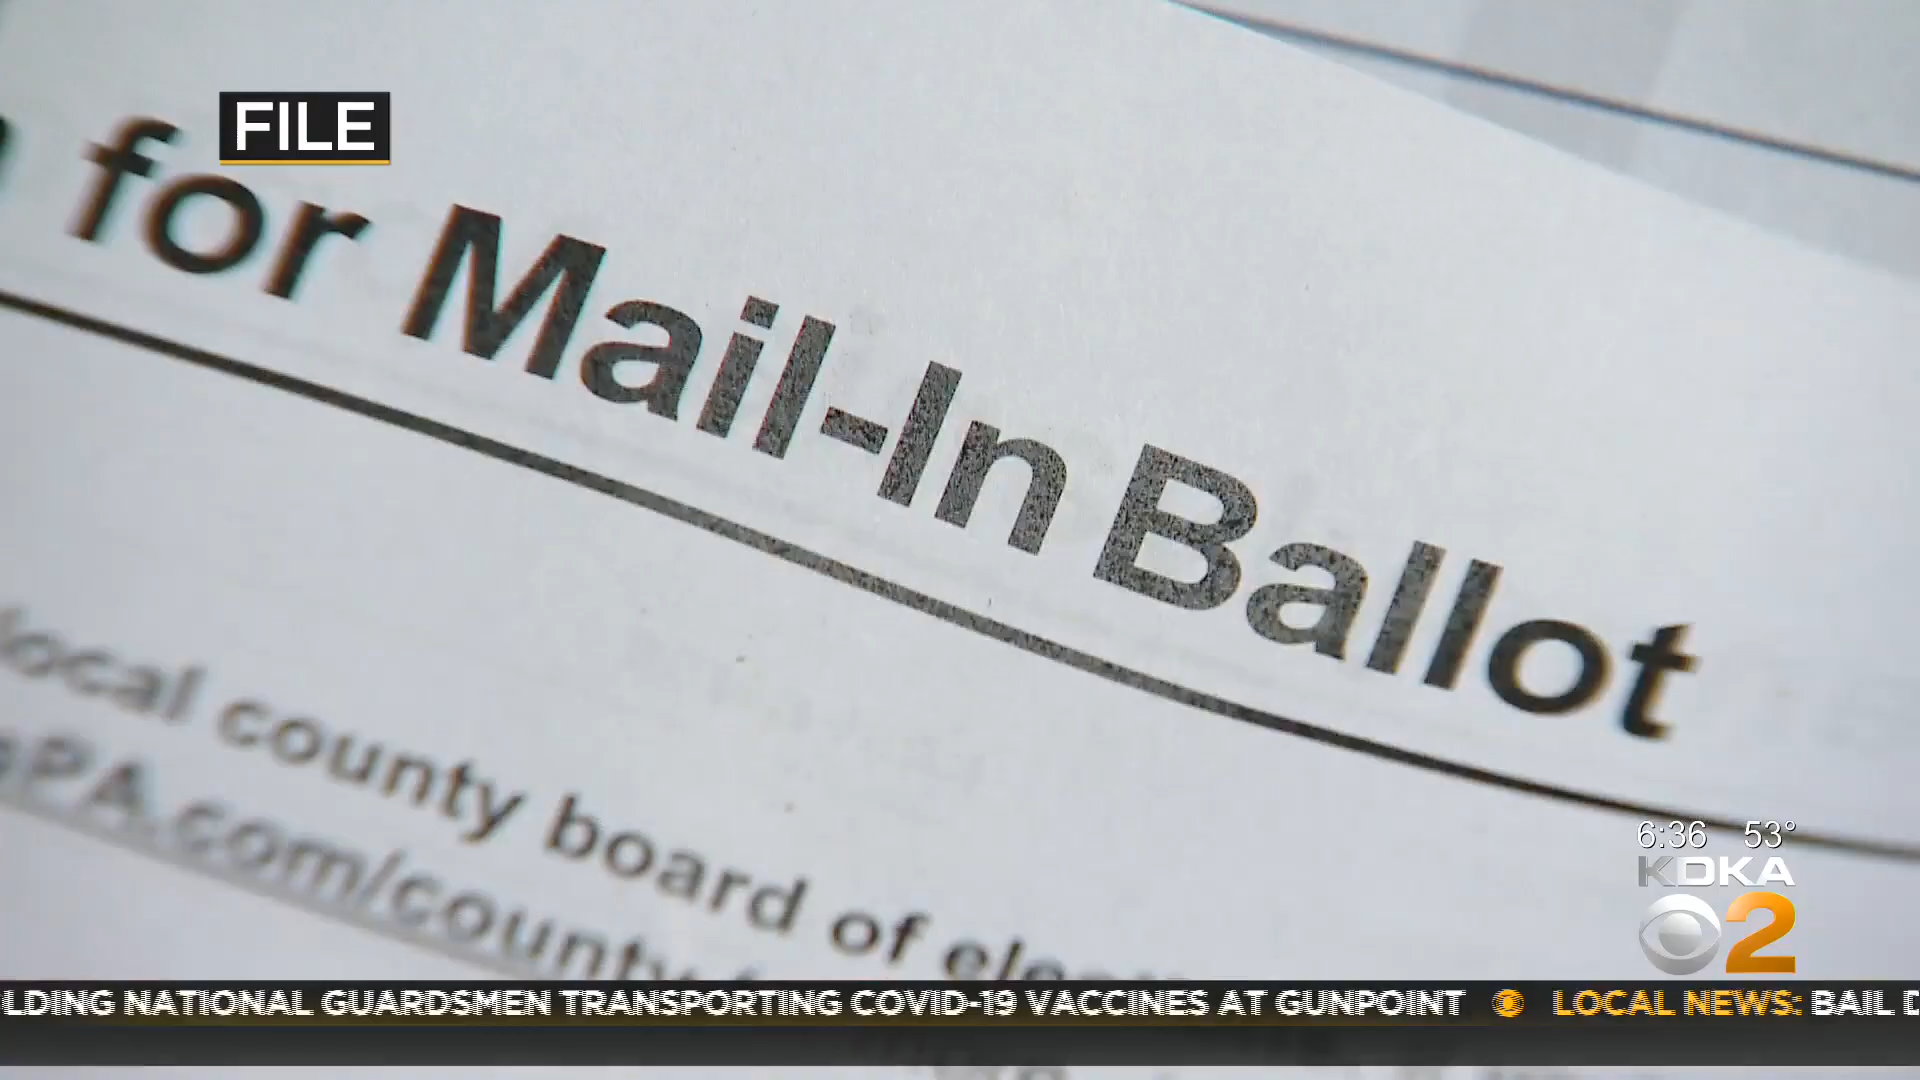 FILE
for Mail-In Ballot
local county board of
PA.com/county
6:36 53°
KDKA
2
LDING NATIONAL GUARDSMEN TRANSPORTING COVID-19 VACCINES AT GUNPOINT LOCAL NEWS: BAIL D